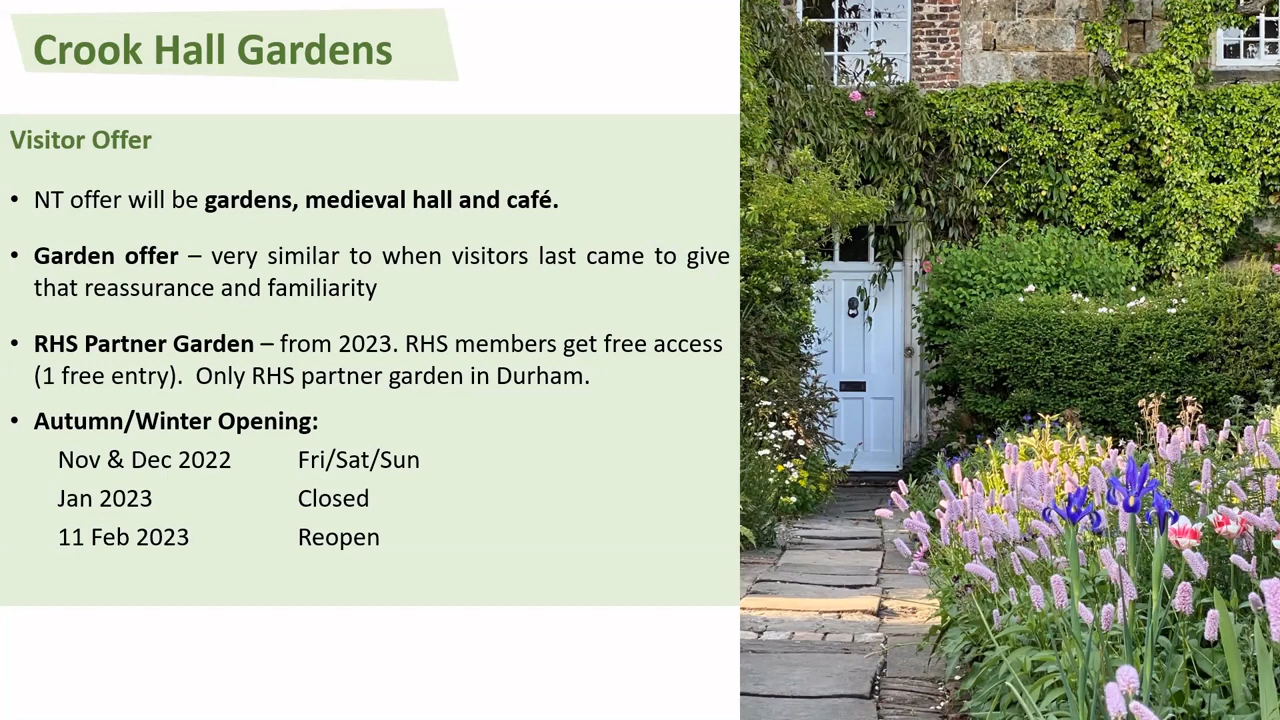 Crook Hall Gardens
Visitor Offer
• NT offer will be gardens, medieval hall and café.
• Garden offer – very similar to when visitors last came to give
that reassurance and familiarity
• RHS Partner Garden – from 2023. RHS members get free access
(1 free entry).  Only RHS partner garden in Durham.
• Autumn/Winter Opening:
Nov & Dec 2022 Fri/Sat/Sun
Jan 2023 Closed
11 Feb 2023 Reopen